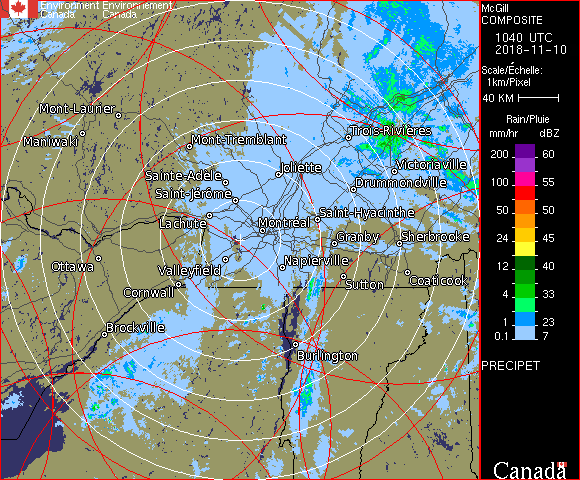 Environment Environnement
Canada Canada
McGill
COMPOSITE
1040 UTC
2018-11-10
Scale/Échelle:
1km/Pixel
40 KM
Rain/Pluie
mm/hr dBZ
200 60
100 55
50 50
24 45
12 40
4 33
1 23
0.1 7
PRECIPET
Canada
Mont-Laurier
Maniwaki
Mont-Tremblant
Trois-Rivières
Sainte-Adèle
Joliette
Victoriaville
Saint-Jérôme
Drummondville
Lachute
Montréal
Saint-Hyacinthe
Granby
Sherbrooke
Ottawa
Valleyfield
Napierville
Cornwall
Sutton
Coaticook
Brockville
Burlington